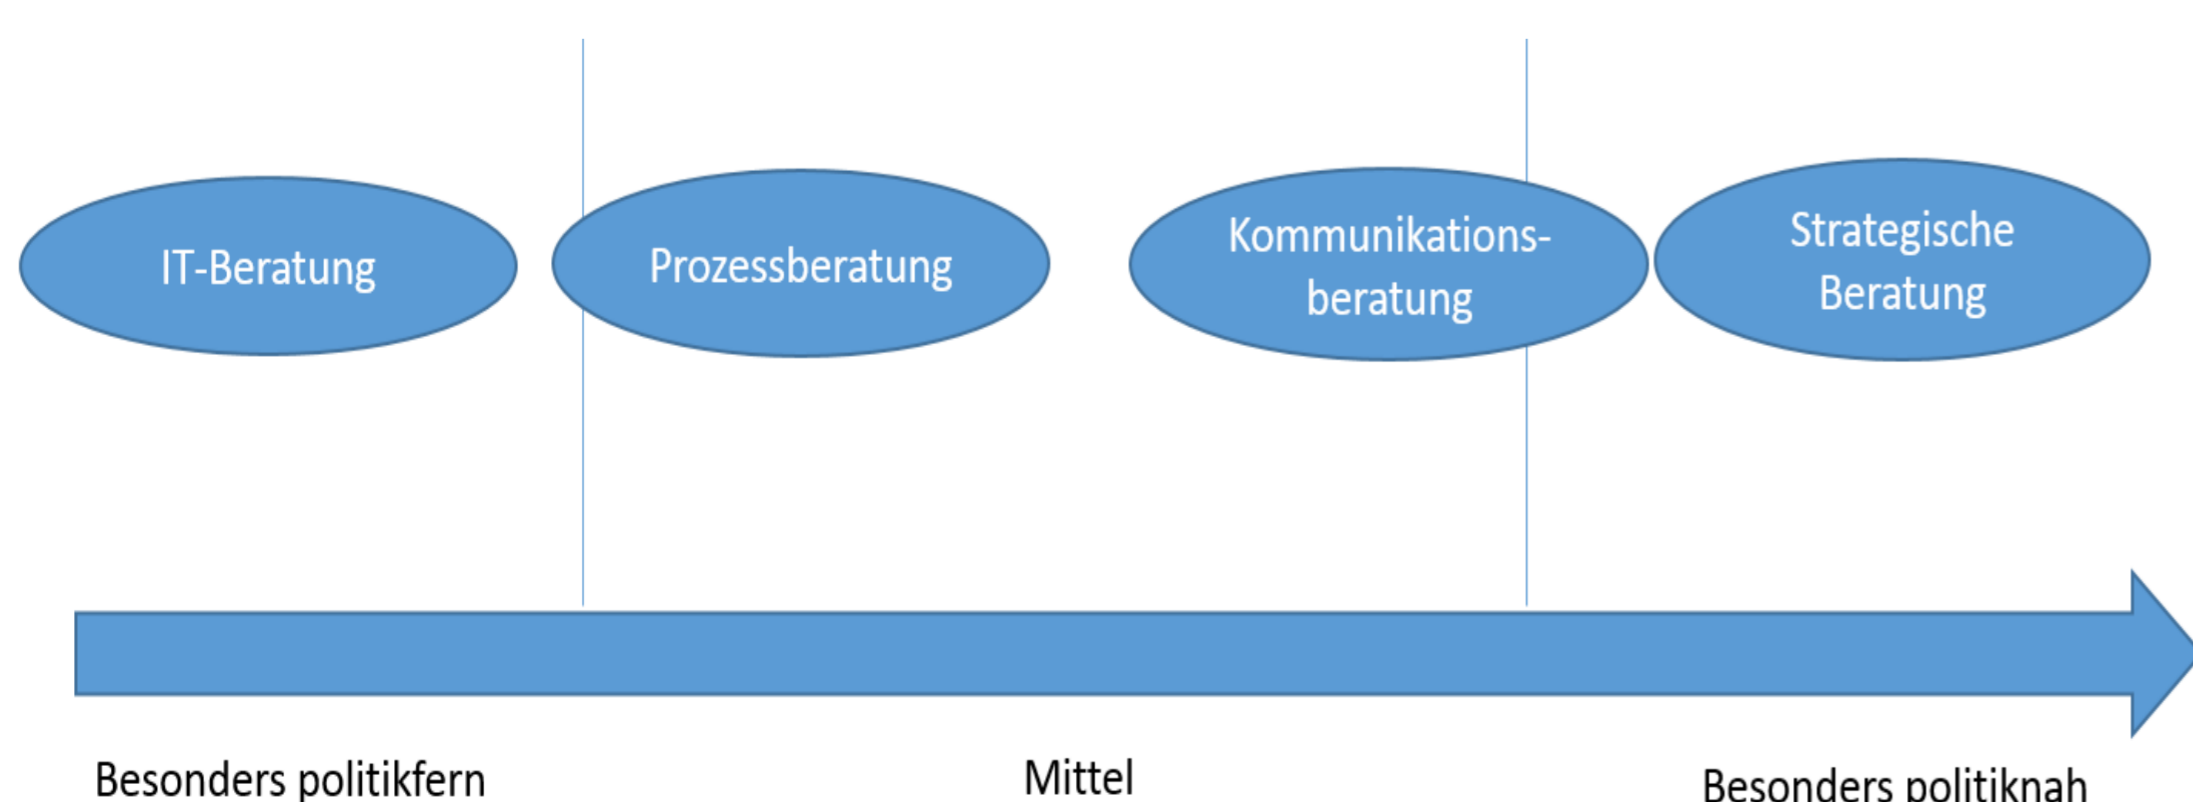 IT-Beratung
Prozessberatung
Kommunikations-
beratung
Strategische
Beratung
Besonders politikfern
Mittel
Besonders politiknah